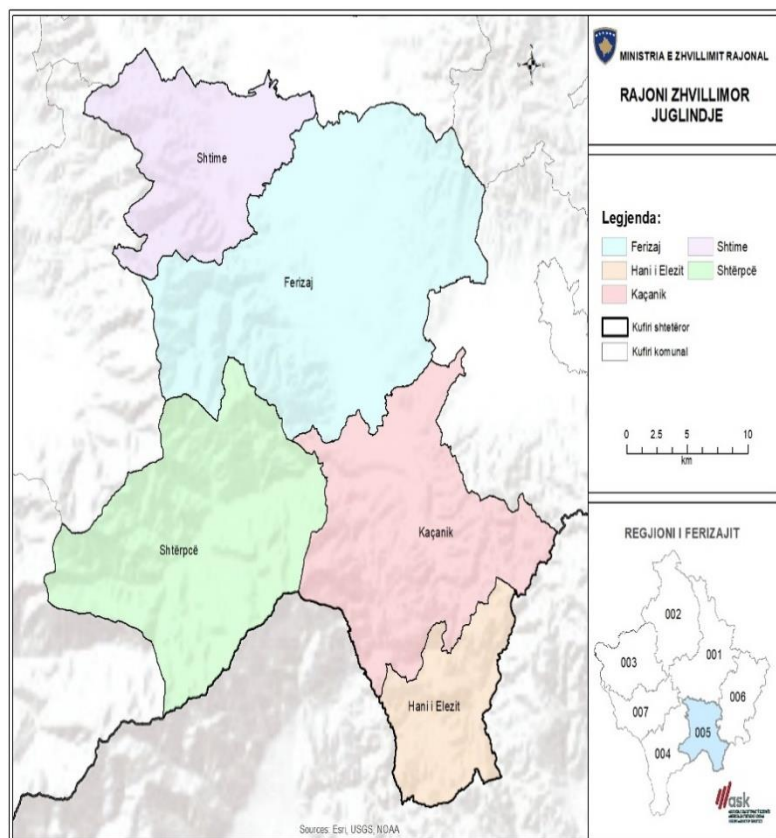 MINISTRIA E ZHVILLIMIT RAJONAL
RAJONI ZHVILLIMOR
JUGLINDJE
Shtime
Ferizaj
Shtërpcë
Kaçanik
Hani i Elezit
Legjenda:
Ferizaj
Shtime
Hani i Elezit
Shtërpcë
Kaçanik
Kufiri shtetëror
Kufiri komunal
0 2.5 5 10
km
REGJIONI I FERIZAJIT
002
001
003
006
007
005
004
ask
Sources: Esri, USGS, NOAA